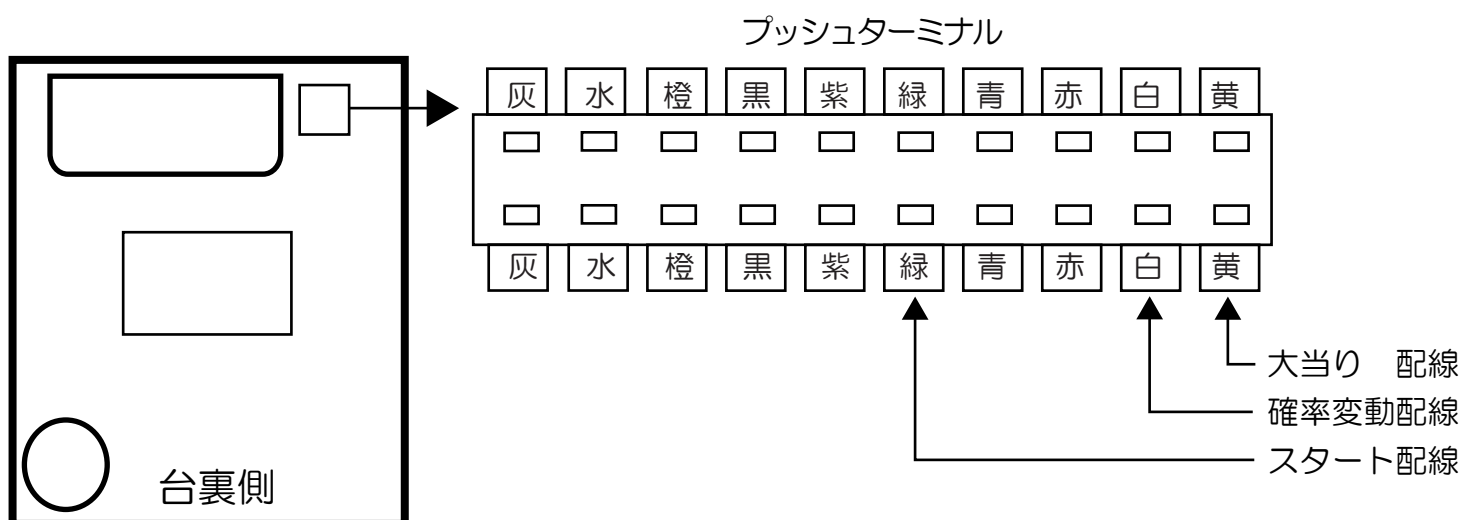 プッシュターミナル
灰 水 橙 黒 紫 緑 青 赤 白 黄
灰 水 橙 黒 紫 緑 青 赤 白 黄
大当り　配線
確率変動配線
スタート配線
台裏側